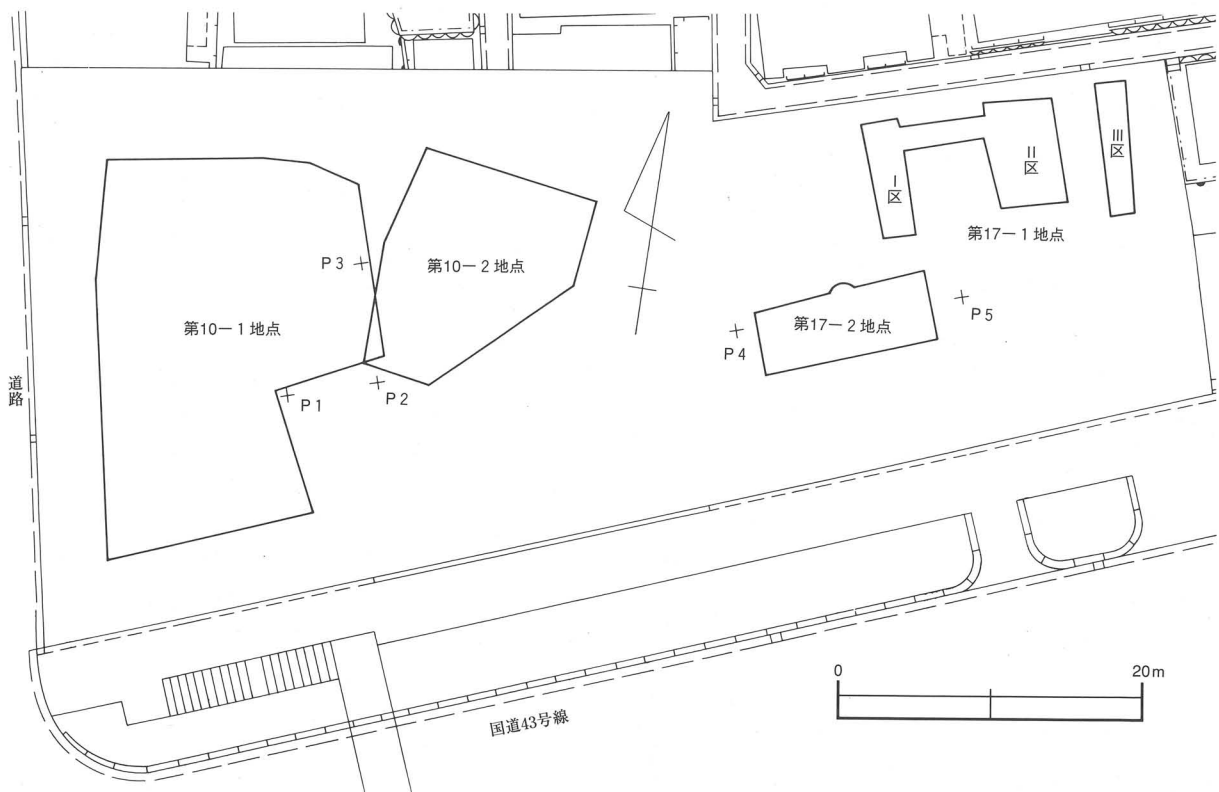 道路
第10－1地点
P3
第10－2地点
P1
P2
Ⅰ区
Ⅱ区
Ⅲ区
第17－1地点
第17－2地点
P4
P5
0
20m
国道43号線